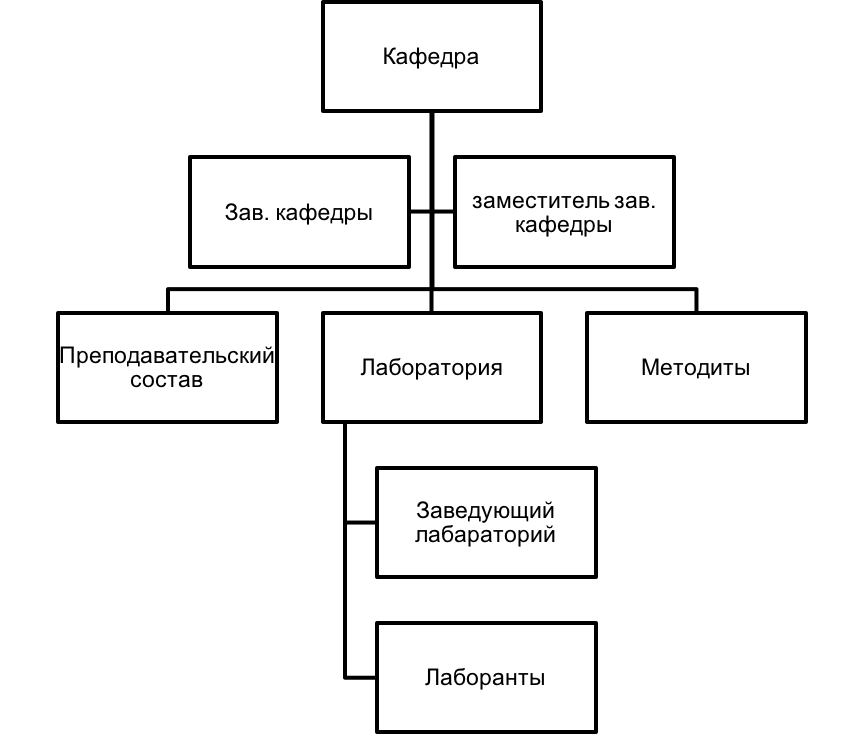 Кафедра
Зав. кафедры
заместитель зав.
кафедры
Преподавательский
состав
Лаборатория
Методиты
Заведующий
лабараторий
Лаборанты